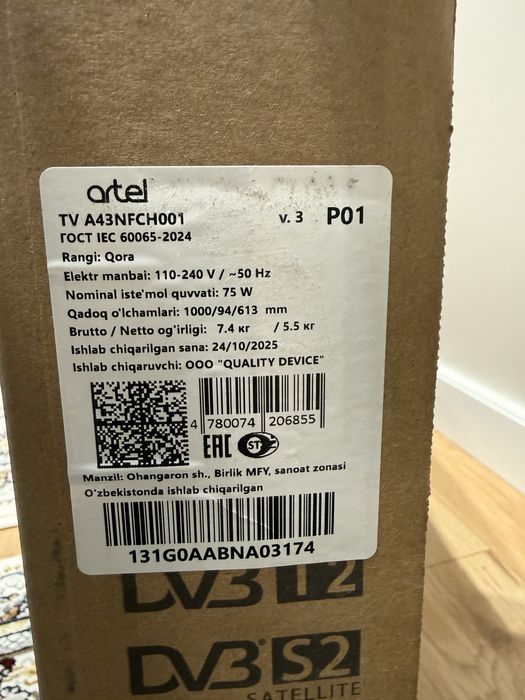 artel
TV A43NFCH001 v. 3 P01
ГОСТ IEC 60065-2024
Rangi: Qora
Elektr manbai: 110-240 V / ~50 Hz
Nominal iste'mol quvvati: 75 W
Qadoq o'lchamlari: 1000/94/613 mm
Brutto / Netto og'irligi: 7.4 кг / 5.5 кг
Ishlab chiqarilgan sana: 24/10/2025
Ishlab chiqaruvchi: ООО "QUALITY DEVICE"
4 780074 206855
EAC ST
Manzil: Ohangaron sh., Birlik MFY, sanoat zonasi
O'zbekistonda ishlab chiqarilgan
131G0AABNA03174
DVB T2
DVB S2
SATELLITE